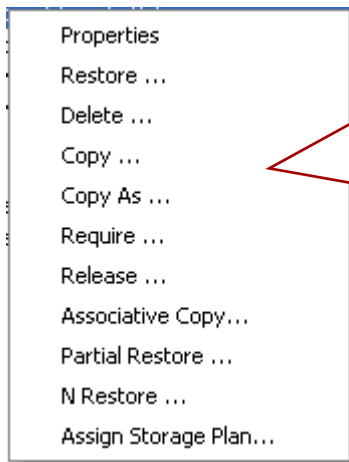 Properties
Restore ...
Delete ...
Copy ...
Copy As ...
Require ...
Release ...
Associative Copy...
Partial Restore ...
N Restore ...
Assign Storage Plan...